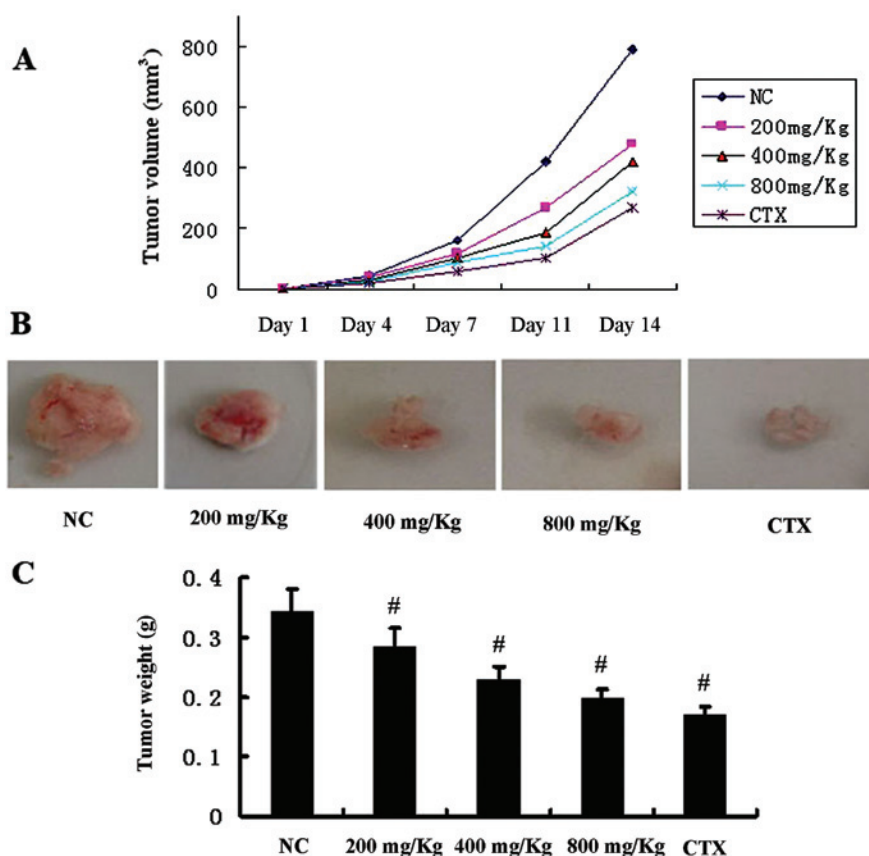 A
Tumor volume (mm³)
800
600
400
200
0
Day 1 Day 4 Day 7 Day 11 Day 14
NC
200mg/Kg
400mg/Kg
800mg/Kg
CTX
B
NC 200 mg/Kg 400 mg/Kg 800 mg/Kg CTX
C
Tumor weight (g)
0.4
0.3
0.2
0.1
0
# # # #
NC 200 mg/Kg 400 mg/Kg 800 mg/Kg CTX